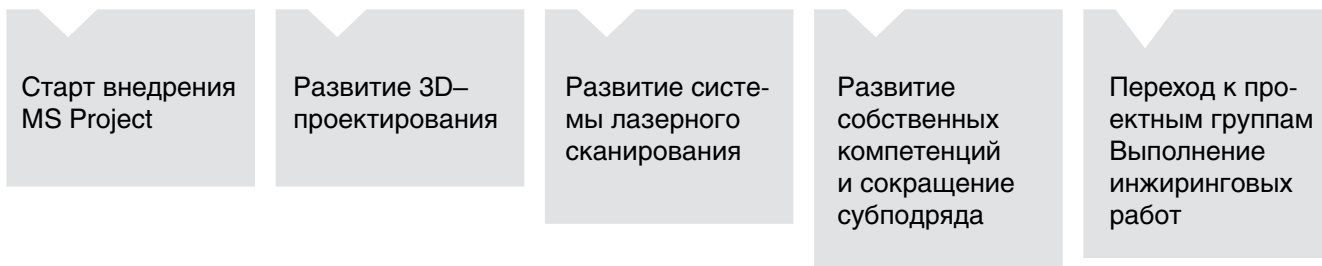 Старт внедрения
MS Project
Развитие 3D–
проектирования
Развитие систе-
мы лазерного
сканирования
Развитие
собственных
компетенций
и сокращение
субподряда
Переход к про-
ектным группам
Выполнение
инжиринговых
работ